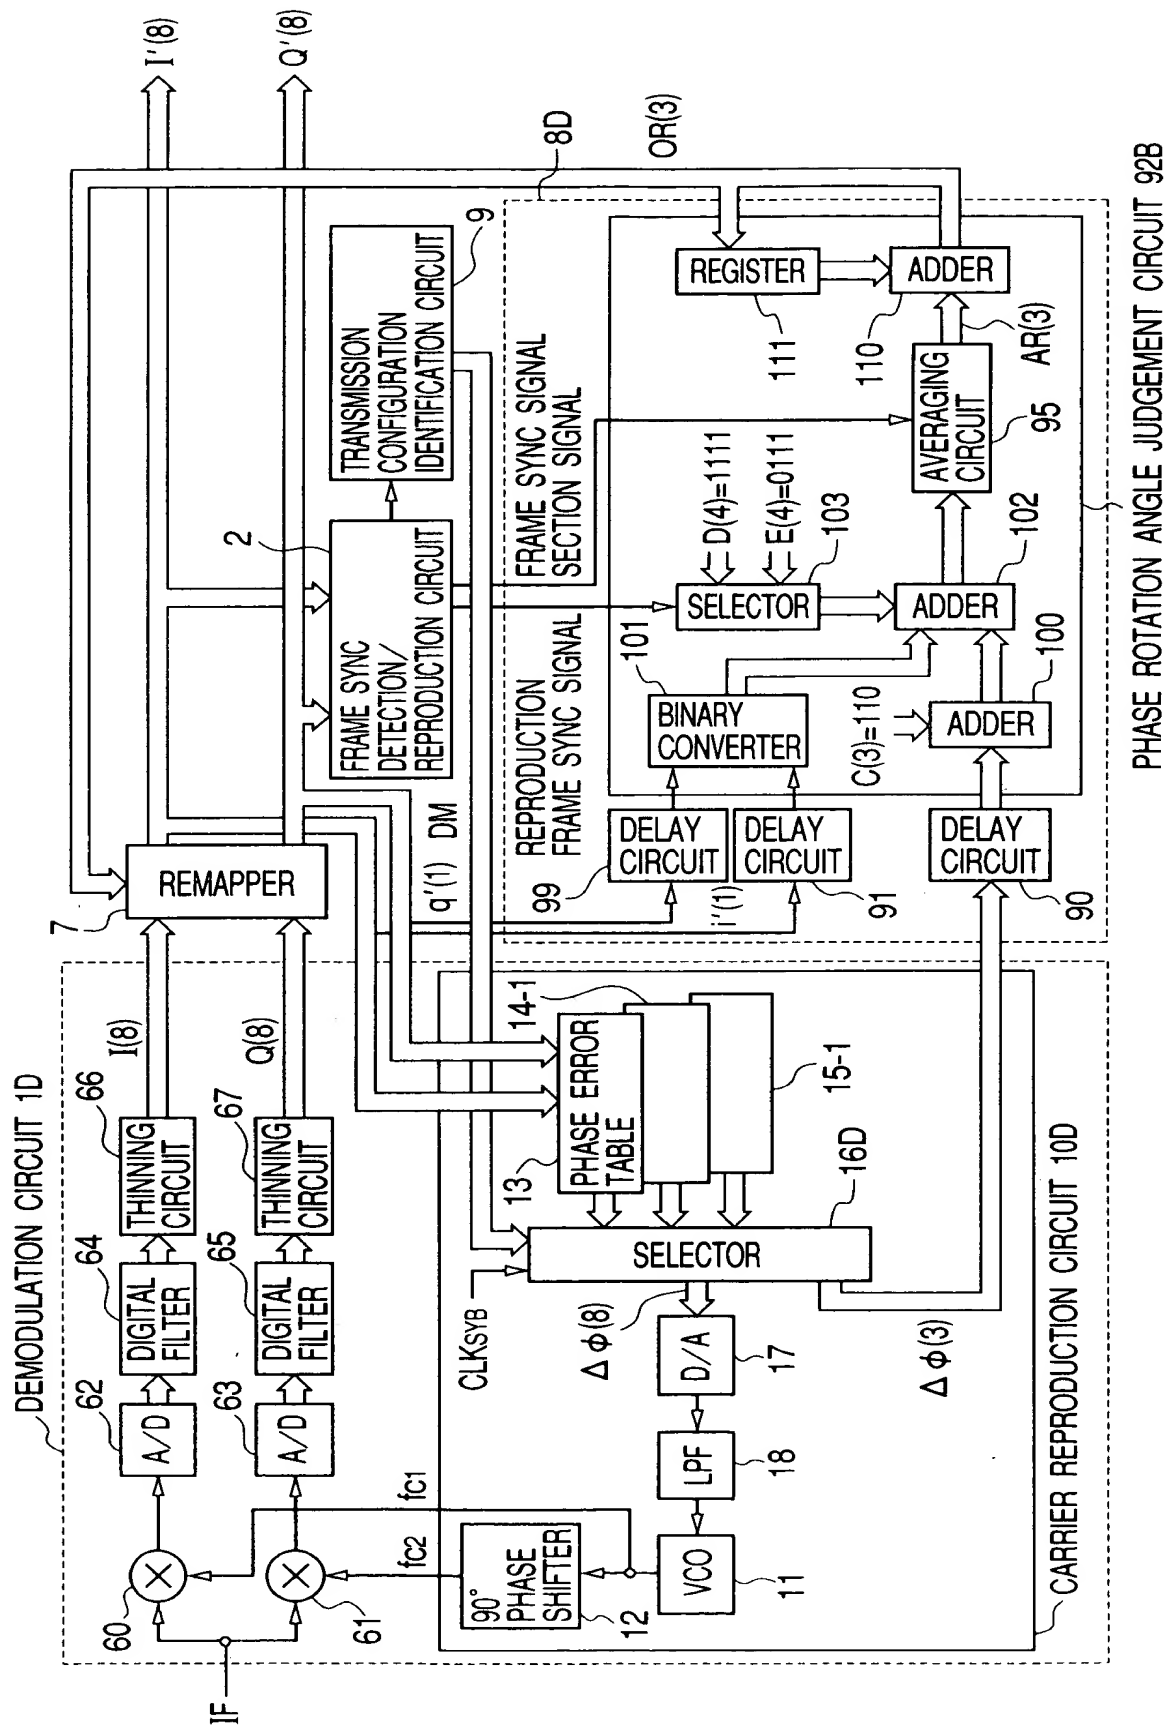 DEMODULATION CIRCUIT 1D
IF
60
61
62
A/D
63
A/D
64
DIGITAL
FILTER
65
DIGITAL
FILTER
66
THINNING
CIRCUIT
67
THINNING
CIRCUIT
I(8)
Q(8)
7
REMAPPER
I'(8)
Q'(8)
fC1
fC2
2
FRAME SYNC
DETECTION/
REPRODUCTION CIRCUIT
TRANSMISSION
CONFIGURATION
IDENTIFICATION CIRCUIT
9
q'(1)
DM
i'(1)
CLKSYB
90°
PHASE
SHIFTER
12
VCO
11
LPF
18
D/A
17
Δφ(8)
SELECTOR
16D
13
PHASE ERROR
TABLE
14-1
15-1
Δφ(3)
CARRIER REPRODUCTION CIRCUIT 10D
8D
OR(3)
REPRODUCTION
FRAME SYNC SIGNAL
FRAME SYNC SIGNAL
SECTION SIGNAL
99
DELAY
CIRCUIT
DELAY
CIRCUIT
91
DELAY
CIRCUIT
90
101
BINARY
CONVERTER
C(3)=110
ADDER
100
D(4)=1111
E(4)=0111
SELECTOR
103
ADDER
102
AVERAGING
CIRCUIT
95
AR(3)
REGISTER
111
ADDER
110
PHASE ROTATION ANGLE JUDGEMENT CIRCUIT 92B